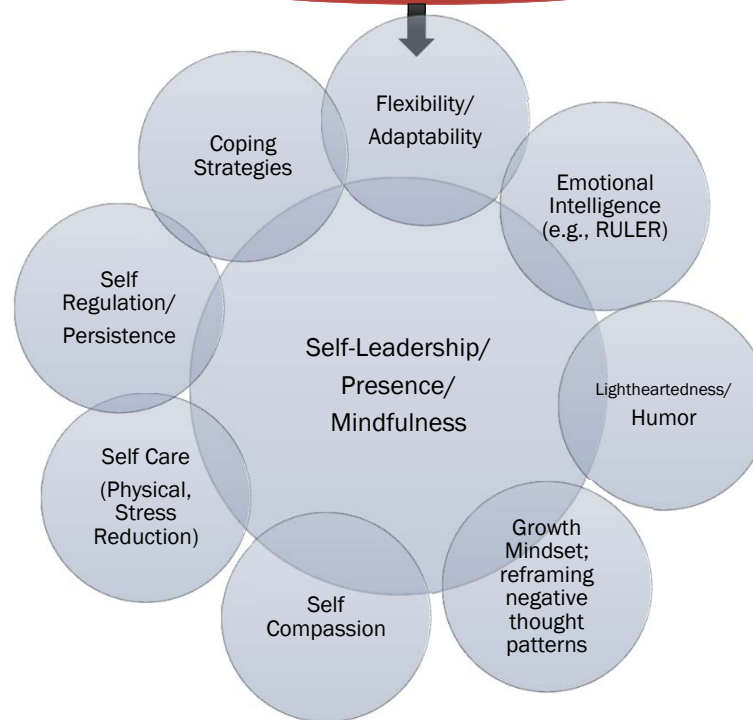 Flexibility/
Adaptability
Coping
Strategies
Emotional
Intelligence
(e.g., RULER)
Self
Regulation/
Persistence
Self-Leadership/
Presence/
Mindfulness
Lightheartedness/
Humor
Self Care
(Physical,
Stress
Reduction)
Growth
Mindset;
reframing
negative
thought
patterns
Self
Compassion